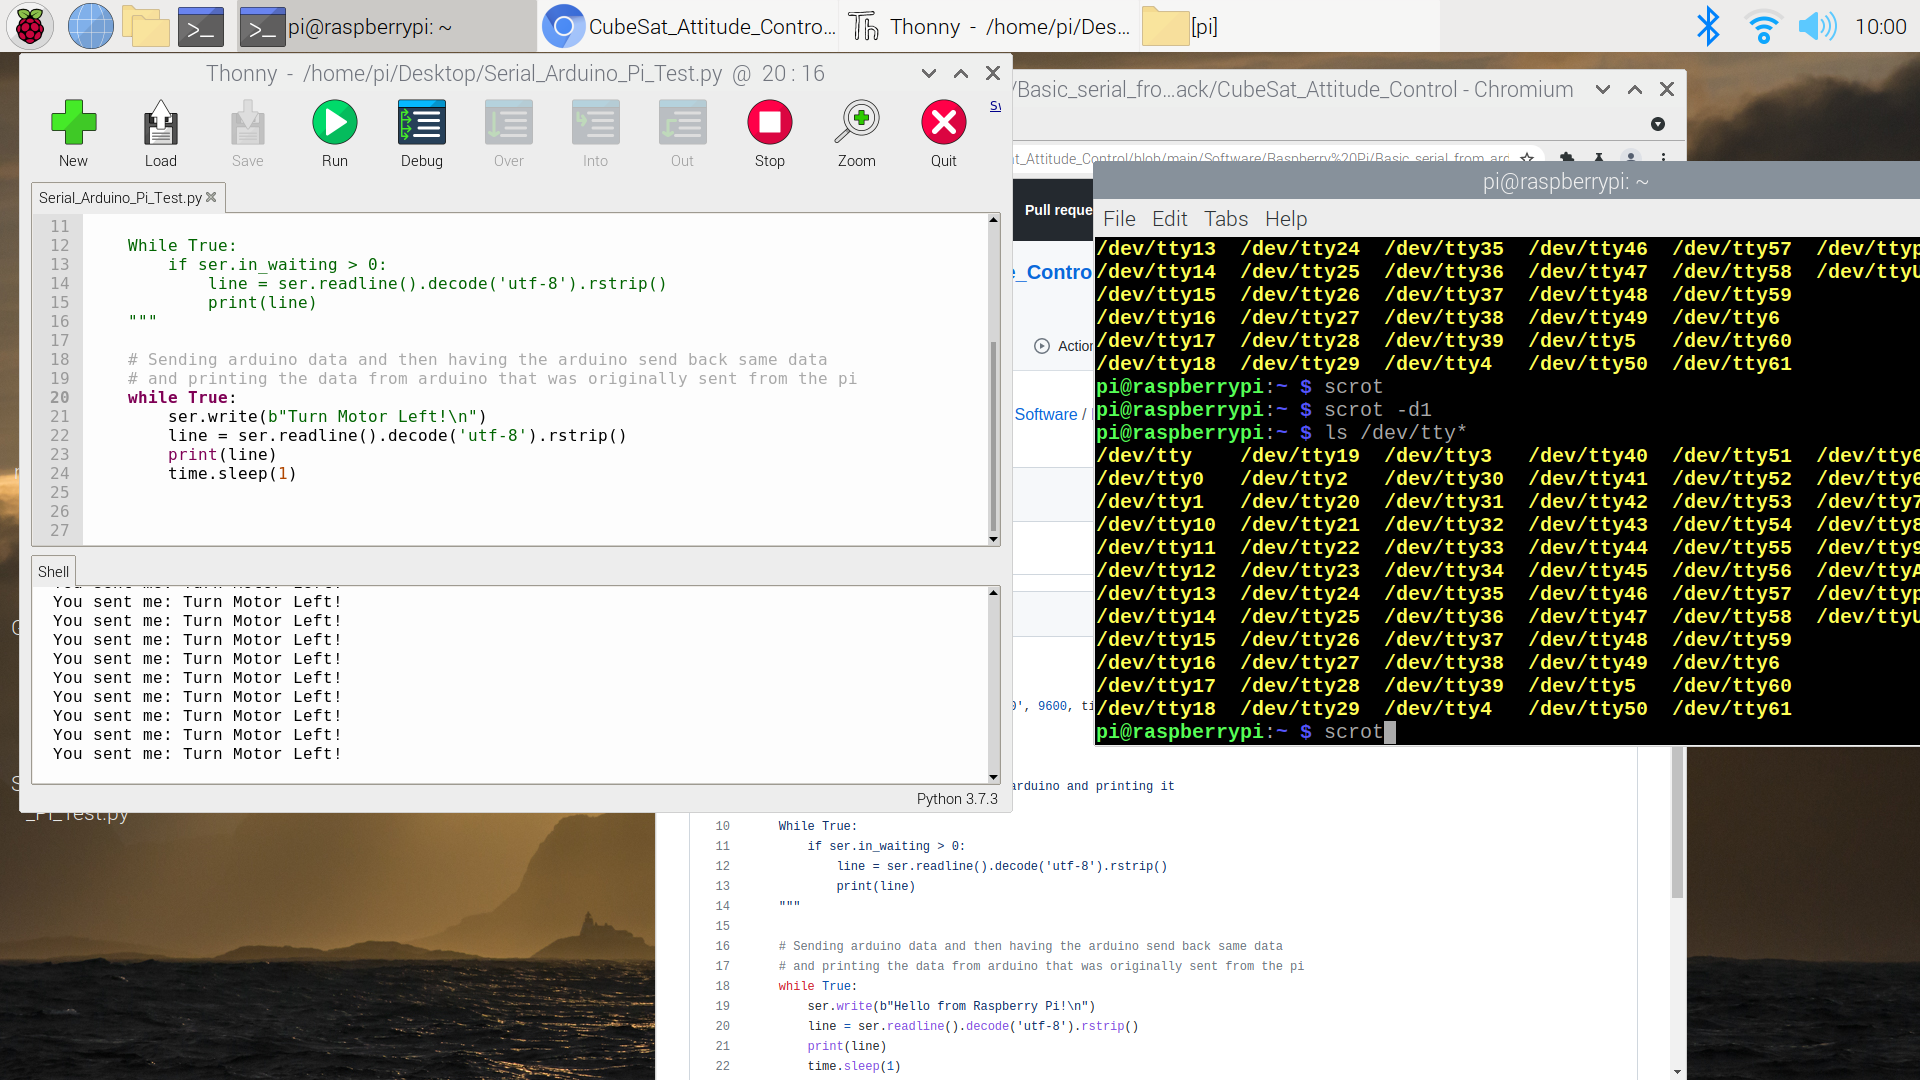 pi@raspberrypi: ~
CubeSat_Attitude_Contro...
Thonny - /home/pi/Des...
[pi]
10:00
Thonny - /home/pi/Desktop/Serial_Arduino_Pi_Test.py @ 20 : 16
New
Load
Save
Run
Debug
Over
Into
Out
Stop
Zoom
Quit
Serial_Arduino_Pi_Test.py
11
12 While True:
13 if ser.in_waiting > 0:
14 line = ser.readline().decode('utf-8').rstrip()
15 print(line)
16 """
17
18 # Sending arduino data and then having the arduino send back same data
19 # and printing the data from arduino that was originally sent from the pi
20 while True:
21 ser.write(b"Turn Motor Left!\n")
22 line = ser.readline().decode('utf-8').rstrip()
23 print(line)
24 time.sleep(1)
25
26
27
Shell
You sent me: Turn Motor Left!
You sent me: Turn Motor Left!
You sent me: Turn Motor Left!
You sent me: Turn Motor Left!
You sent me: Turn Motor Left!
You sent me: Turn Motor Left!
You sent me: Turn Motor Left!
You sent me: Turn Motor Left!
You sent me: Turn Motor Left!
You sent me: Turn Motor Left!
Python 3.7.3
_Pi_Test.py
/Basic_serial_fro...ack/CubeSat_Attitude_Control - Chromium
t_Attitude_Control/blob/main/Software/Raspberry%20Pi/Basic_serial_from_arc
Pull reque
e_Contro
Action
Software /
0', 9600, ti
arduino and printing it
10 While True:
11 if ser.in_waiting > 0:
12 line = ser.readline().decode('utf-8').rstrip()
13 print(line)
14 """
15
16 # Sending arduino data and then having the arduino send back same data
17 # and printing the data from arduino that was originally sent from the pi
18 while True:
19 ser.write(b"Hello from Raspberry Pi!\n")
20 line = ser.readline().decode('utf-8').rstrip()
21 print(line)
22 time.sleep(1)
pi@raspberrypi: ~
File Edit Tabs Help
/dev/tty13 /dev/tty24 /dev/tty35 /dev/tty46 /dev/tty57 /dev/ttyp
/dev/tty14 /dev/tty25 /dev/tty36 /dev/tty47 /dev/tty58 /dev/ttyU
/dev/tty15 /dev/tty26 /dev/tty37 /dev/tty48 /dev/tty59
/dev/tty16 /dev/tty27 /dev/tty38 /dev/tty49 /dev/tty6
/dev/tty17 /dev/tty28 /dev/tty39 /dev/tty5 /dev/tty60
/dev/tty18 /dev/tty29 /dev/tty4 /dev/tty50 /dev/tty61
pi@raspberrypi:~ $ scrot
pi@raspberrypi:~ $ scrot -d1
pi@raspberrypi:~ $ ls /dev/tty*
/dev/tty /dev/tty19 /dev/tty3 /dev/tty40 /dev/tty51 /dev/tty6
/dev/tty0 /dev/tty2 /dev/tty30 /dev/tty41 /dev/tty52 /dev/tty6
/dev/tty1 /dev/tty20 /dev/tty31 /dev/tty42 /dev/tty53 /dev/tty7
/dev/tty10 /dev/tty21 /dev/tty32 /dev/tty43 /dev/tty54 /dev/tty8
/dev/tty11 /dev/tty22 /dev/tty33 /dev/tty44 /dev/tty55 /dev/tty9
/dev/tty12 /dev/tty23 /dev/tty34 /dev/tty45 /dev/tty56 /dev/ttyA
/dev/tty13 /dev/tty24 /dev/tty35 /dev/tty46 /dev/tty57 /dev/ttyp
/dev/tty14 /dev/tty25 /dev/tty36 /dev/tty47 /dev/tty58 /dev/ttyU
/dev/tty15 /dev/tty26 /dev/tty37 /dev/tty48 /dev/tty59
/dev/tty16 /dev/tty27 /dev/tty38 /dev/tty49 /dev/tty6
/dev/tty17 /dev/tty28 /dev/tty39 /dev/tty5 /dev/tty60
/dev/tty18 /dev/tty29 /dev/tty4 /dev/tty50 /dev/tty61
pi@raspberrypi:~ $ scrot